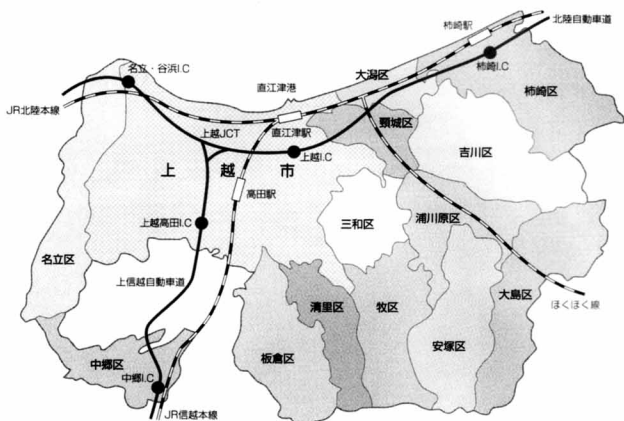 柿崎駅
北陸自動車道
名立・谷浜I.C
大潟区
柿崎I.C
柿崎区
直江津港
JR北陸本線
上越JCT
直江津駅
頸城区
上越I.C
吉川区
上越市
高田駅
上越高田I.C
三和区
浦川原区
名立区
上信越自動車道
清里区
牧区
大島区
ほくほく線
中郷区
板倉区
安塚区
中郷I.C
JR信越本線